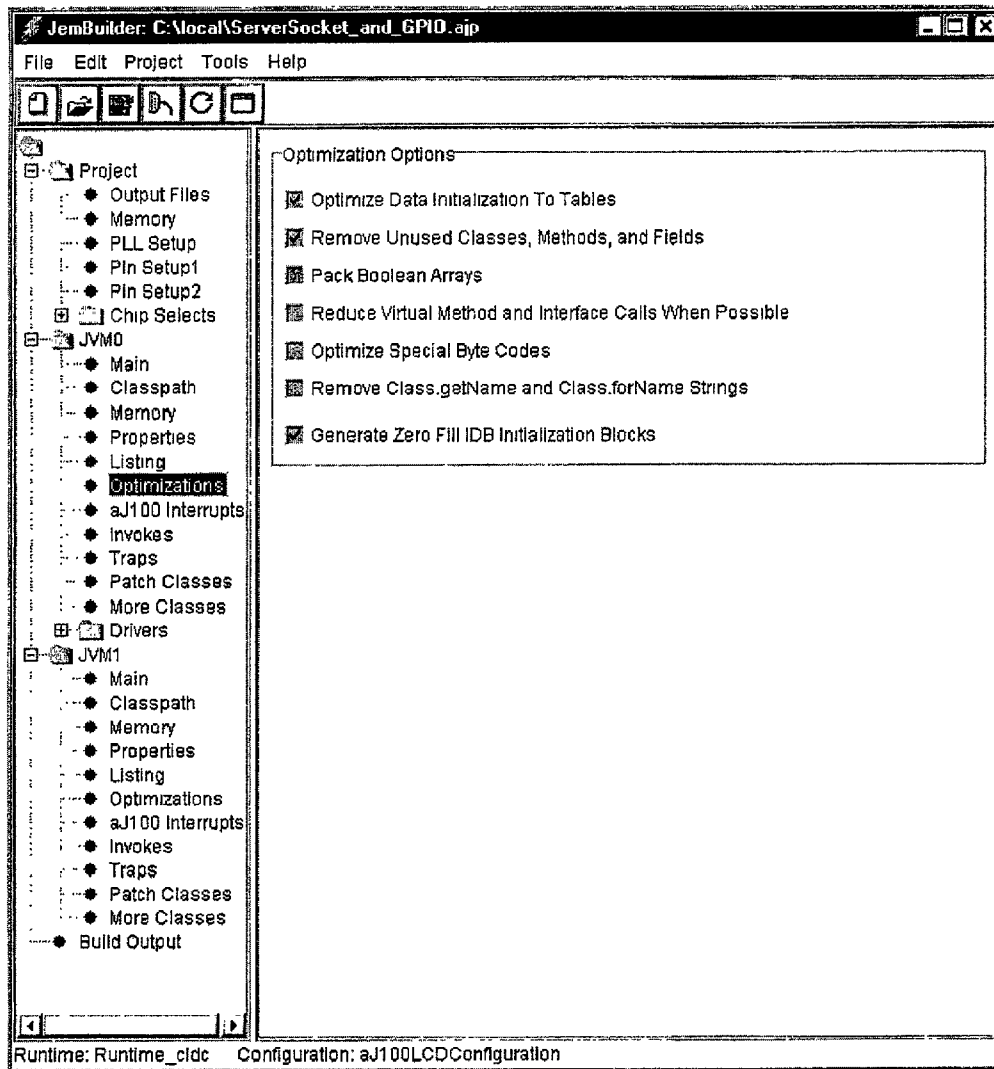 JemBuilder: C:\local\ServerSocket_and_GPIO.ajp
File Edit Project Tools Help
Project
Output Files
Memory
PLL Setup
Pin Setup1
Pin Setup2
Chip Selects
JVM0
Main
Classpath
Memory
Properties
Listing
Optimizations
aJ100 Interrupts
Invokes
Traps
Patch Classes
More Classes
Drivers
JVM1
Main
Classpath
Memory
Properties
Listing
Optimizations
aJ100 Interrupts
Invokes
Traps
Patch Classes
More Classes
Build Output
Optimization Options
Optimize Data Initialization To Tables
Remove Unused Classes, Methods, and Fields
Pack Boolean Arrays
Reduce Virtual Method and Interface Calls When Possible
Optimize Special Byte Codes
Remove Class.getName and Class.forName Strings
Generate Zero Fill IDB Initialization Blocks
Runtime: Runtime_cldc Configuration: aJ100LCDConfiguration